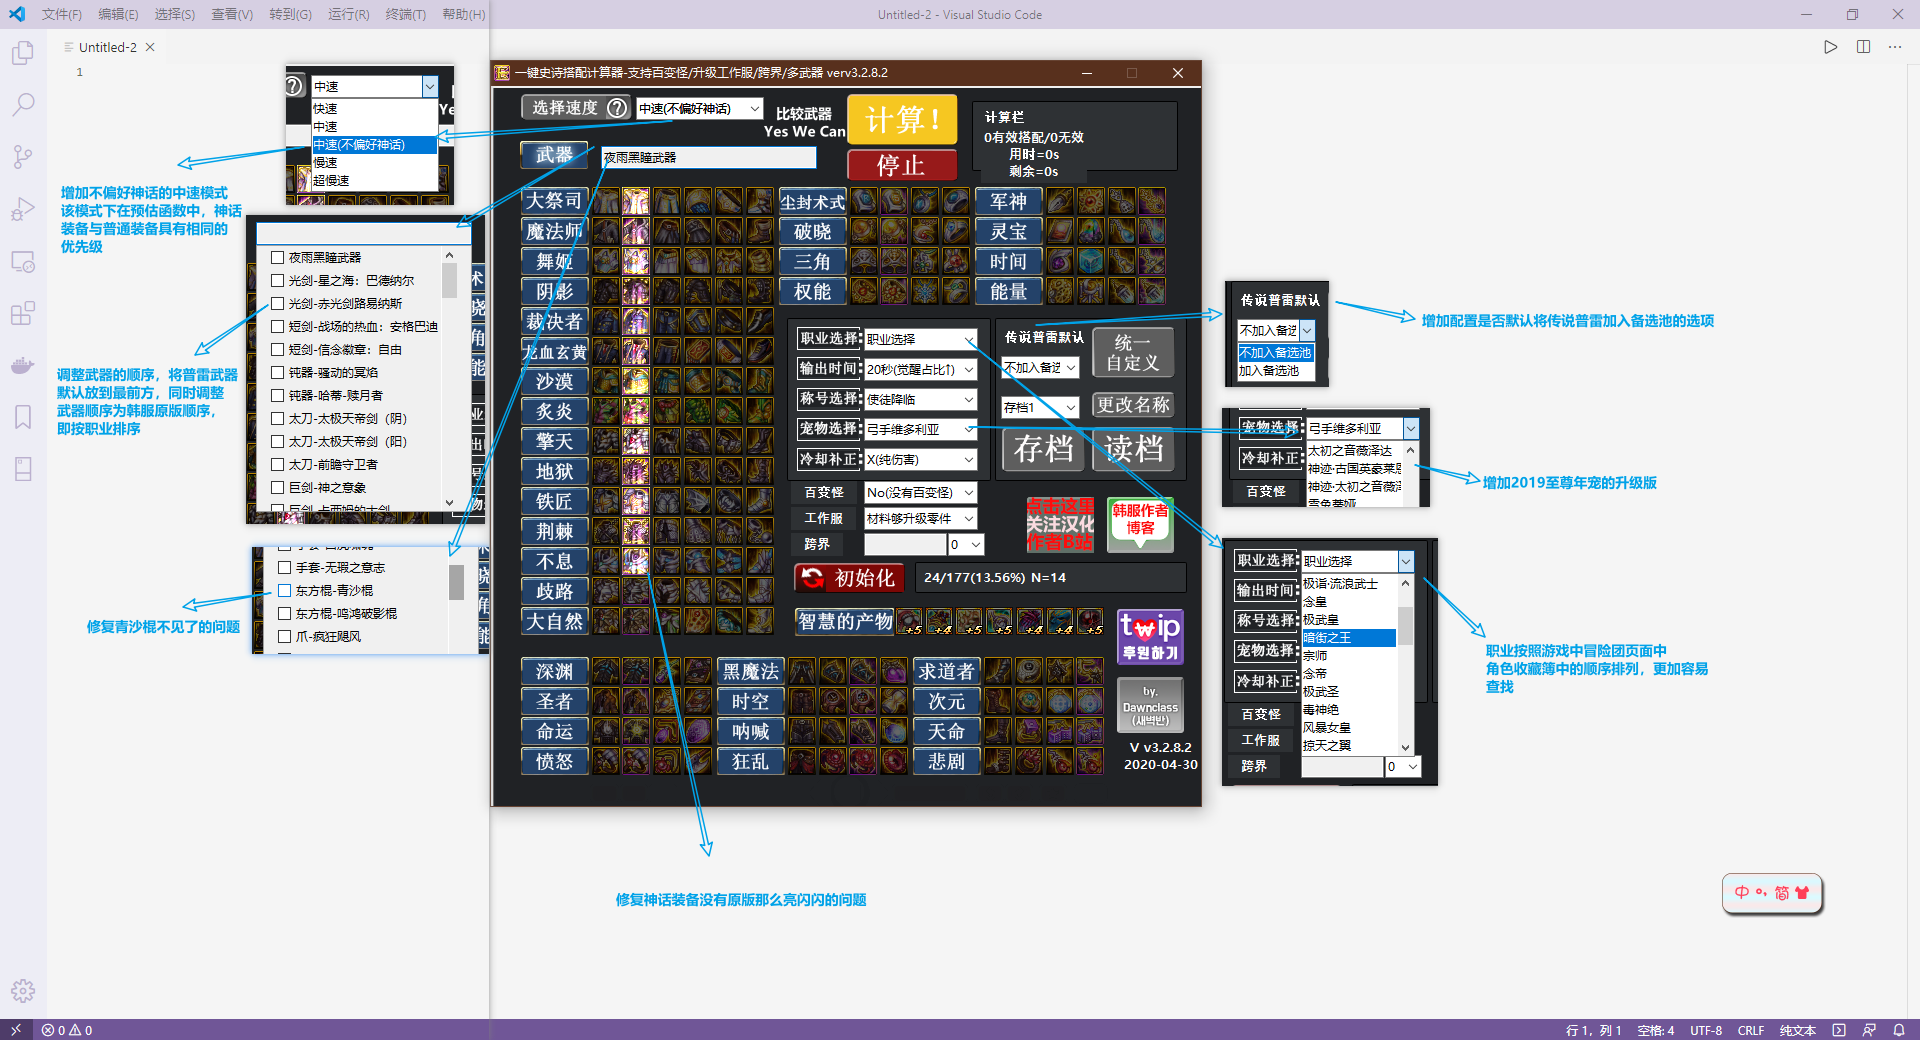 文件(F) 编辑(E) 选择(S) 查看(V) 转到(G) 运行(R) 终端(T) 帮助(H)
Untitled-2 - Visual Studio Code
Untitled-2
1
中速
快速
中速
中速(不偏好神话)
慢速
超慢速
Ye
增加不偏好神话的中速模式
该模式下在预估函数中，神话
装备与普通装备具有相同的
优先级
夜雨黑瞳武器
光剑-星之海：巴德纳尔
光剑-赤光剑路易纳斯
短剑-战场的热血：安格巴迪
短剑-信念徽章：自由
钝器-骚动的冥焰
钝器-哈蒂-赎月者
太刀-太极天帝剑（阴）
太刀-太极天帝剑（阳）
太刀-前瞻守卫者
巨剑-神之意象
调整武器的顺序，将普雷武器
默认放到最前方，同时调整
武器顺序为韩服原版顺序，
即按职业排序
手套-无瑕之意志
东方棍-青沙棍
东方棍-鸣鸿破影棍
爪-疯狂飓风
修复青沙棍不见了的问题
一键史诗搭配计算器-支持百变怪/升级工作服/跨界/多武器 verv3.2.8.2
选择速度
中速(不偏好神话)
比较武器
Yes We Can
计算！
停止
计算栏
0有效搭配/0无效
用时=0s
剩余=0s
武器
夜雨黑瞳武器
大祭司
魔法师
舞姬
阴影
裁决者
龙血玄黄
沙漠
炙炎
擎天
地狱
铁匠
荆棘
不息
歧路
大自然
尘封术式
破晓
三角
权能
军神
灵宝
时间
能量
职业选择: 职业选择
输出时间: 20秒(觉醒占比↑)
称号选择: 使徒降临
宠物选择: 弓手维多利亚
冷却补正: X(纯伤害)
百变怪 No(没有百变怪)
工作服 材料够升级零件
跨界 0
传说普雷默认
不加入备选
统一
自定义
存档1
更改名称
存档
读档
点击这里
关注汉化
作者B站
韩服作者
博客
初始化
24/177(13.56%) N=14
智慧的产物
+5 +4 +5 +5 +4 +4 +5
twip
후원하기
深渊
圣者
命运
愤怒
黑魔法
时空
呐喊
狂乱
求道者
次元
天命
悲剧
by.
Dawnclass
(새벽반)
V v3.2.8.2
2020-04-30
修复神话装备没有原版那么亮闪闪的问题
传说普雷默认
不加入备选
不加入备选池
加入备选池
增加配置是否默认将传说普雷加入备选池的选项
宠物选择: 弓手维多利亚
冷却补正:
百变怪
太初之音薇泽达
神迹·古国英豪莱恩
神迹·太初之音薇泽
雪兔蒂娅
增加2019至尊年宠的升级版
职业选择: 职业选择
输出时间:
称号选择:
宠物选择:
冷却补正:
百变怪
工作服
跨界 0
极诣·流浪武士
念皇
极武皇
暗街之王
宗师
念帝
极武圣
毒神绝
风暴女皇
掠天之翼
职业按照游戏中冒险团页面中
角色收藏簿中的顺序排列，更加容易
查找
中 简
0 0
行 1，列 1 空格: 4 UTF-8 CRLF 纯文本